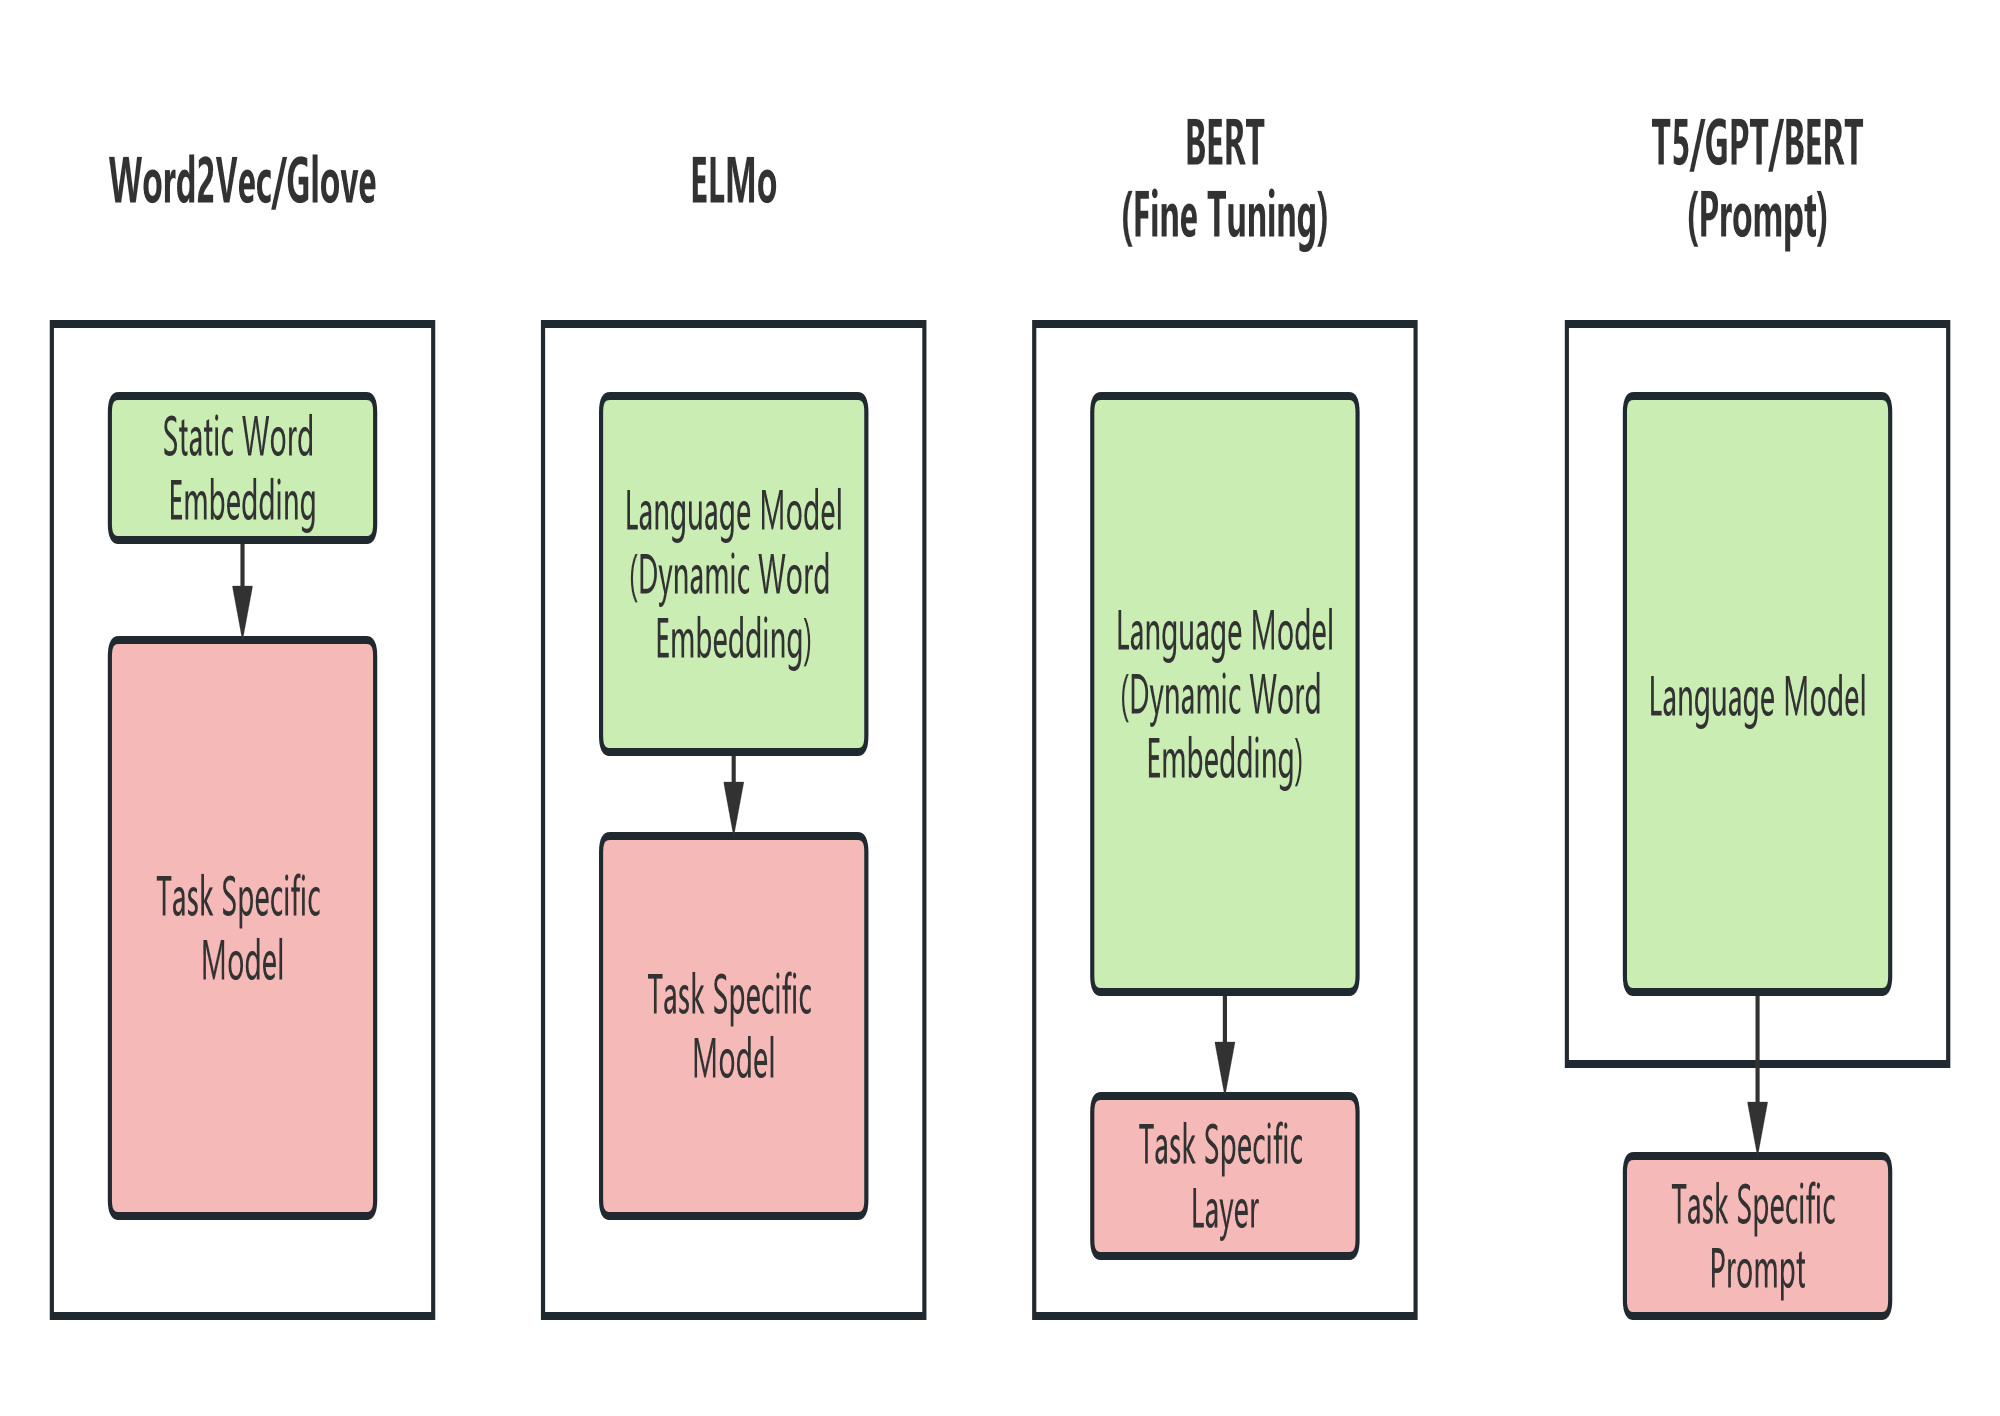 Word2Vec/Glove
Static Word
Embedding
Task Specific
Model
ELMo
Language Model
(Dynamic Word
Embedding)
Task Specific
Model
BERT
(Fine Tuning)
Language Model
(Dynamic Word
Embedding)
Task Specific
Layer
T5/GPT/BERT
(Prompt)
Language Model
Task Specific
Prompt